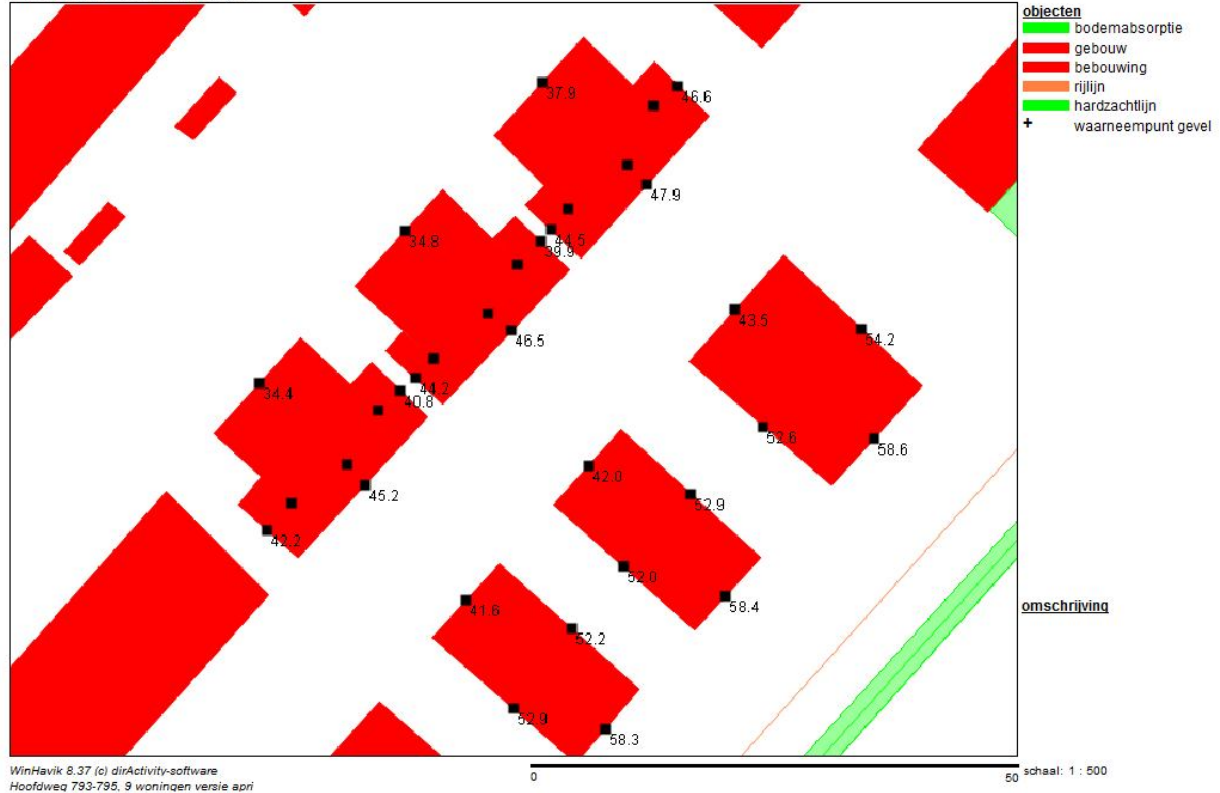 objecten
bodemabsorptie
gebouw
bebouwing
rijlijn
hardzachtlijn
+ waarneempunt gevel
37.9
46.6
47.9
44.5
39.9
34.8
46.5
44.2
40.8
34.4
45.2
42.2
43.5
54.2
52.6
58.6
42.0
52.9
52.0
58.4
41.6
52.2
52.9
58.3
omschrijving
WinHavik 8.37 (c) dirActivity-software
Hoofdweg 793-795, 9 woningen versie apri
0
50
schaal: 1 : 500